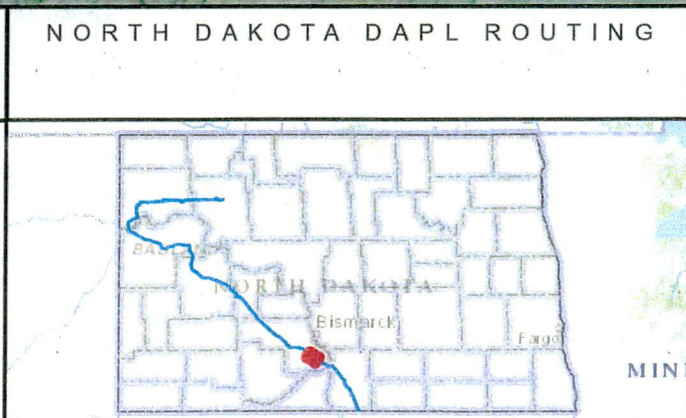 NORTH DAKOTA DAPL ROUTING
NORTH DAKOTA
Bismarck
Fargo
MIN